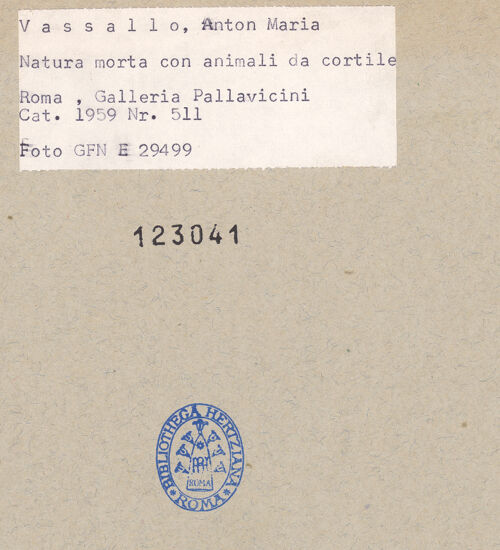 V a s s a l l o, Anton Maria
Natura morta con animali da cortile
Roma , Galleria Pallavicini
Cat. 1959 Nr. 511
Foto GFN E 29499
123041
BIBLIOTHECA HERTZIANA
ROMA
* ROMA *